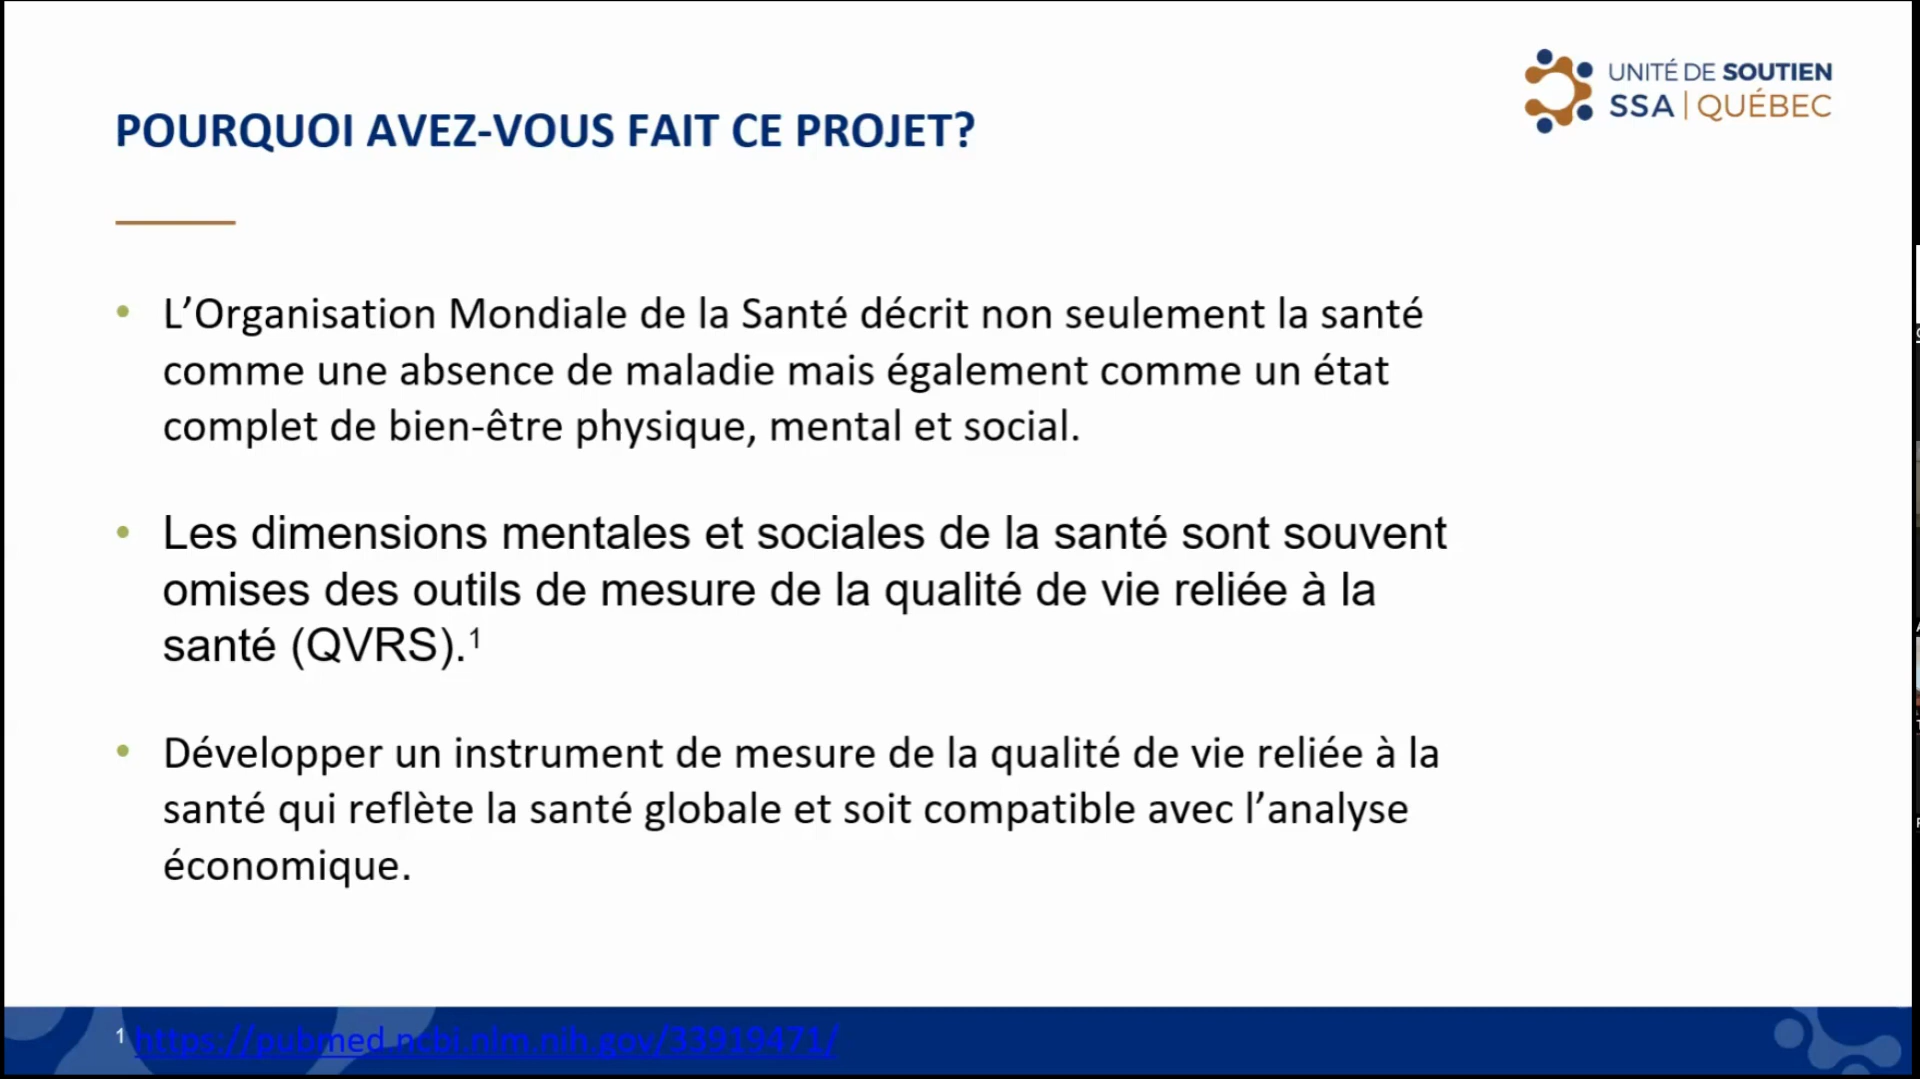 UNITÉ DE SOUTIEN
SSA | QUÉBEC
POURQUOI AVEZ-VOUS FAIT CE PROJET?
• L’Organisation Mondiale de la Santé décrit non seulement la santé
comme une absence de maladie mais également comme un état
complet de bien-être physique, mental et social.
• Les dimensions mentales et sociales de la santé sont souvent
omises des outils de mesure de la qualité de vie reliée à la
santé (QVRS).¹
• Développer un instrument de mesure de la qualité de vie reliée à la
santé qui reflète la santé globale et soit compatible avec l’analyse
économique.
¹ https://pubmed.ncbi.nlm.nih.gov/33919471/